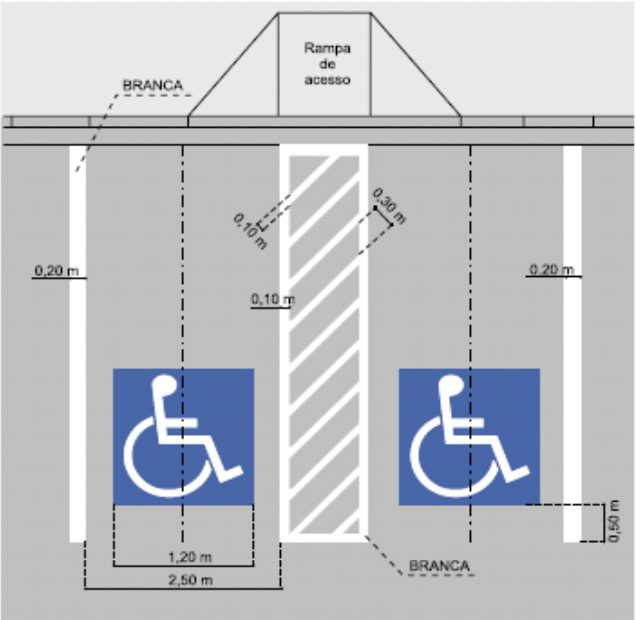 Rampa
de
acesso
BRANCA
0,30 m
0,10 m
0,20 m
0,20 m
0,10 m
0,50 m
1,20 m
BRANCA
2,50 m